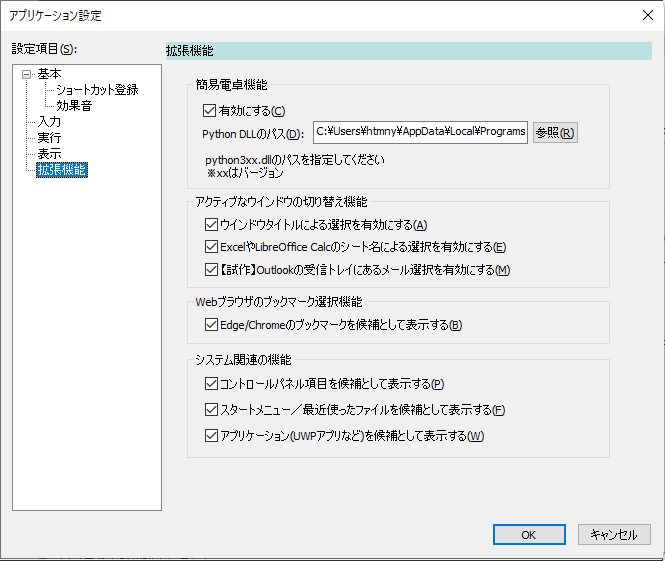 アプリケーション設定
設定項目(S):
基本
ショートカット登録
効果音
入力
実行
表示
拡張機能
拡張機能
簡易電卓機能
有効にする(C)
Python DLLのパス(D):
C:¥Users¥htmny¥AppData¥Local¥Programs
参照(R)
python3xx.dllのパスを指定してください
※xxはバージョン
アクティブなウインドウの切り替え機能
ウインドウタイトルによる選択を有効にする(A)
ExcelやLibreOffice Calcのシート名による選択を有効にする(E)
【試作】Outlookの受信トレイにあるメール選択を有効にする(M)
Webブラウザのブックマーク選択機能
Edge/Chromeのブックマークを候補として表示する(B)
システム関連の機能
コントロールパネル項目を候補として表示する(P)
スタートメニュー／最近使ったファイルを候補として表示する(F)
アプリケーション(UWPアプリなど)を候補として表示する(W)
OK
キャンセル